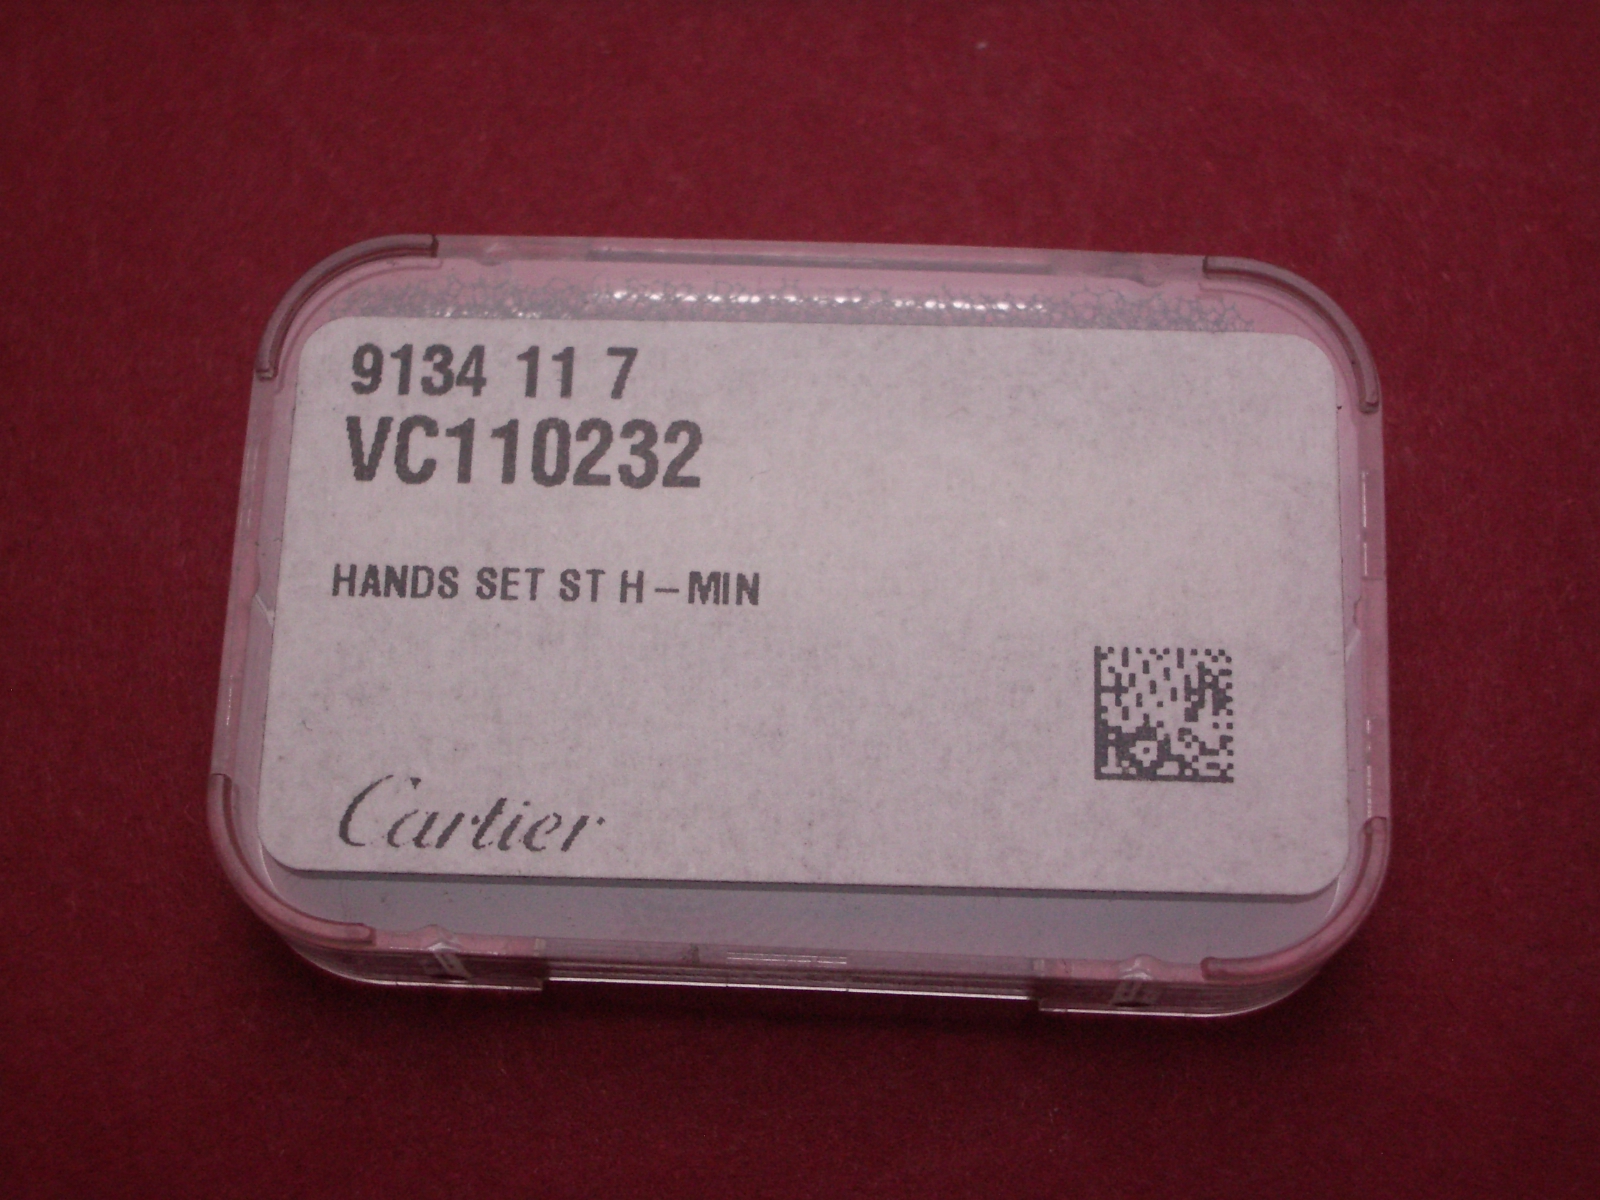 9134 11 7
VC110232
HANDS SET ST H-MIN
Cartier